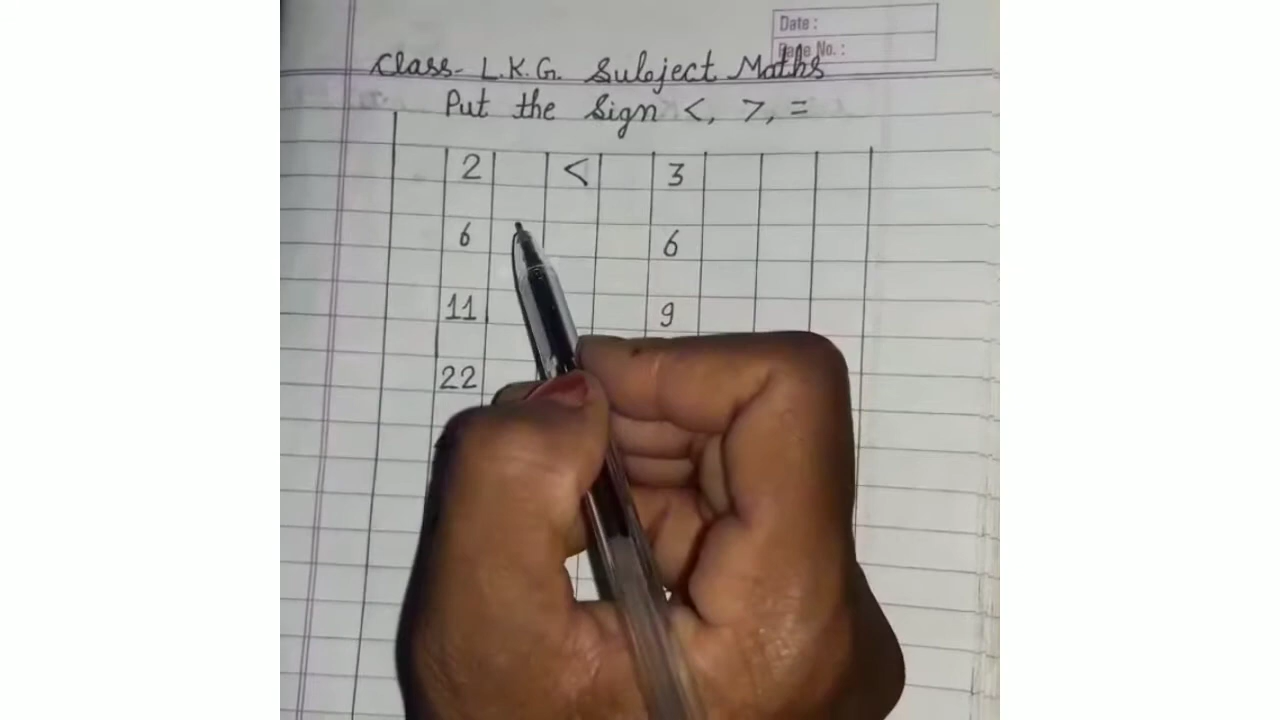 Date :
Page No. :
Class- L.K.G. Subject Maths
Put the Sign <, >, =
2 < 3
6 6
11 9
22